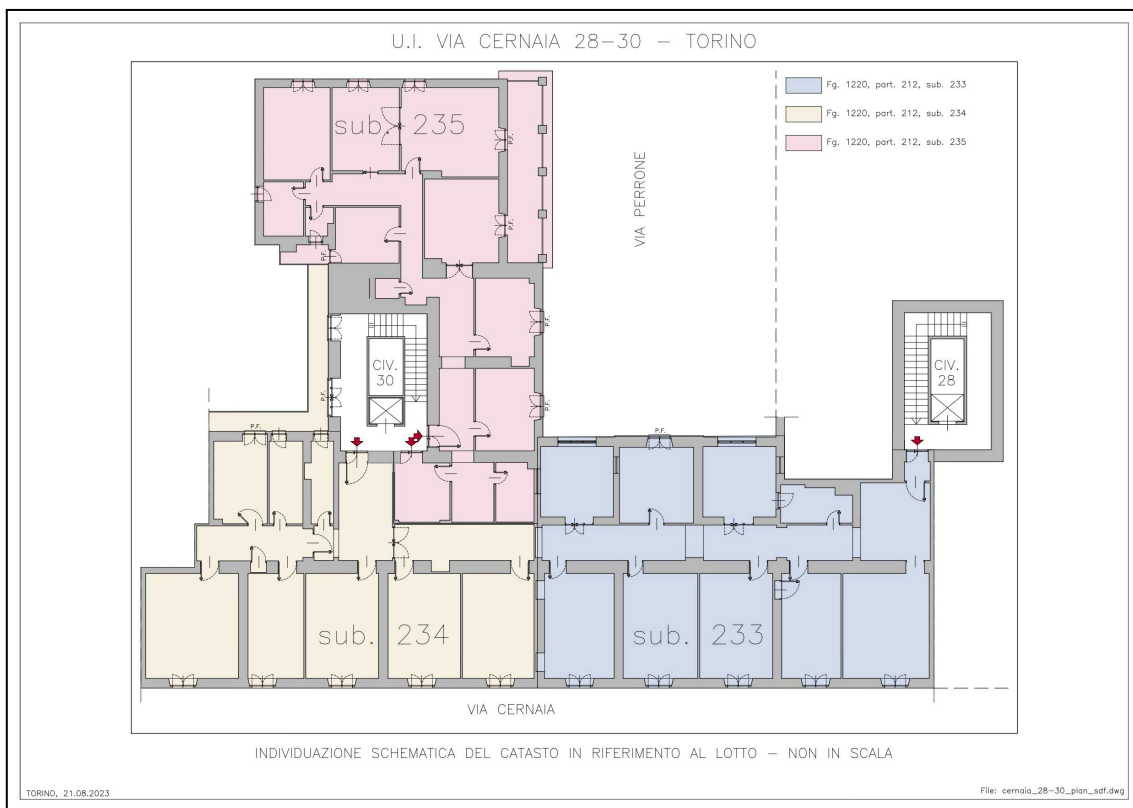 U.I. VIA CERNAIA 28-30 - TORINO
Fg. 1220, part. 212, sub. 233
Fg. 1220, part. 212, sub. 234
Fg. 1220, part. 212, sub. 235
sub. 235
P.F.
VIA PERRONE
P.F.
P.F.
P.F.
CIV.
30
CIV.
28
P.F.
P.F.
P.F.
sub. 234
sub. 233
VIA CERNAIA
INDIVIDUAZIONE SCHEMATICA DEL CATASTO IN RIFERIMENTO AL LOTTO - NON IN SCALA
TORINO, 21.08.2023
File: cernaia_28-30_plan_sdf.dwg